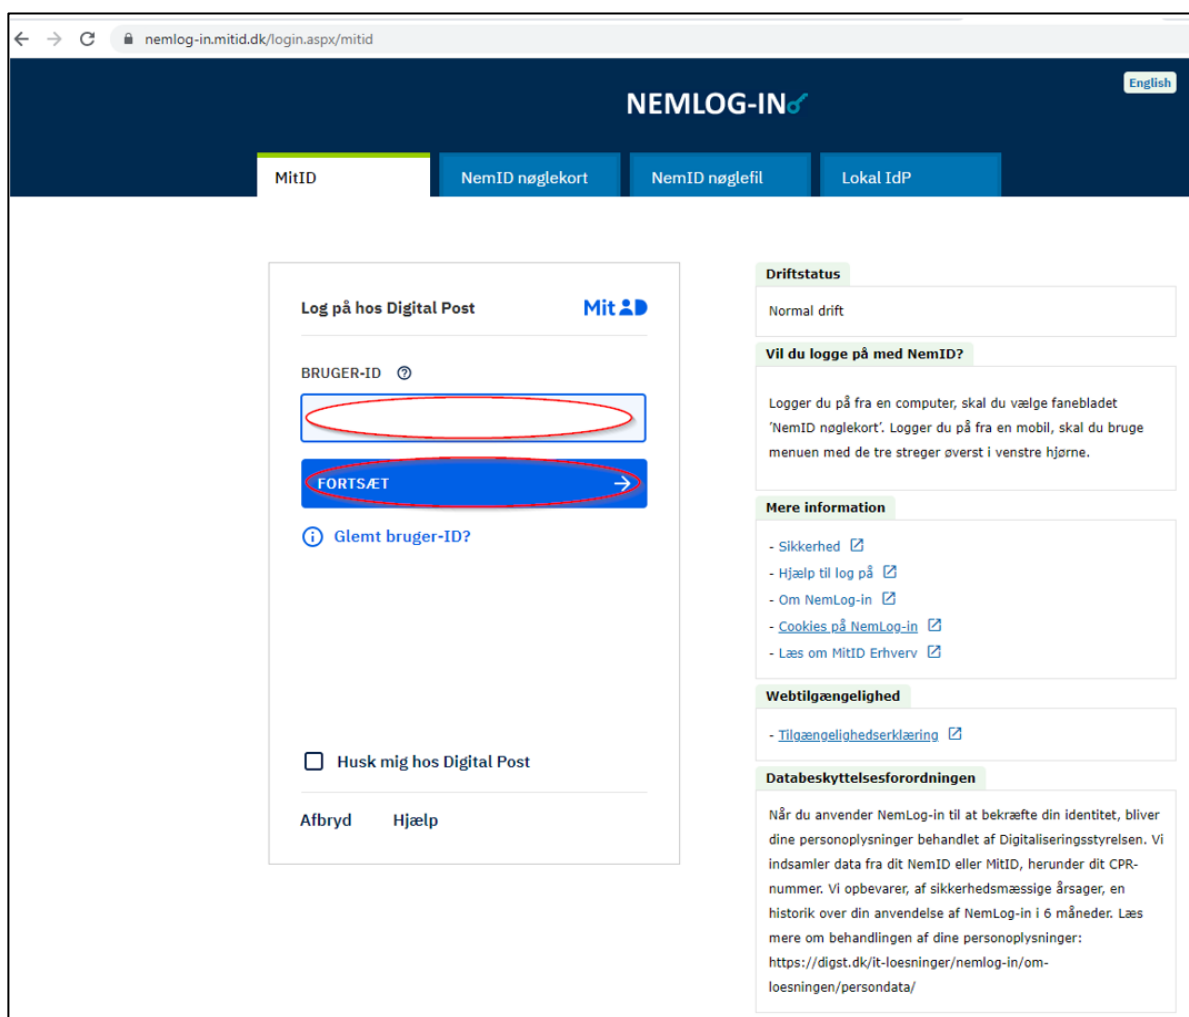 nemlog-in.mitid.dk/login.aspx/mitid
English
NEMLOG-IN
MitID
NemID nøglekort
NemID nøglefil
Lokal IdP
Log på hos Digital Post
Mit D
BRUGER-ID
FORTSÆT
Glemt bruger-ID?
Husk mig hos Digital Post
Afbryd
Hjælp
Driftstatus
Normal drift
Vil du logge på med NemID?
Logger du på fra en computer, skal du vælge fanebladet
'NemID nøglekort'. Logger du på fra en mobil, skal du bruge
menuen med de tre streger øverst i venstre hjørne.
Mere information
- Sikkerhed
- Hjælp til log på
- Om NemLog-in
- Cookies på NemLog-in
- Læs om MitID Erhverv
Webtilgængelighed
- Tilgængelighedserklæring
Databeskyttelsesforordningen
Når du anvender NemLog-in til at bekræfte din identitet, bliver
dine personoplysninger behandlet af Digitaliseringsstyrelsen. Vi
indsamler data fra dit NemID eller MitID, herunder dit CPR-
nummer. Vi opbevarer, af sikkerhedsmæssige årsager, en
historik over din anvendelse af NemLog-in i 6 måneder. Læs
mere om behandlingen af dine personoplysninger:
https://digst.dk/it-loesninger/nemlog-in/om-
loesningen/persondata/